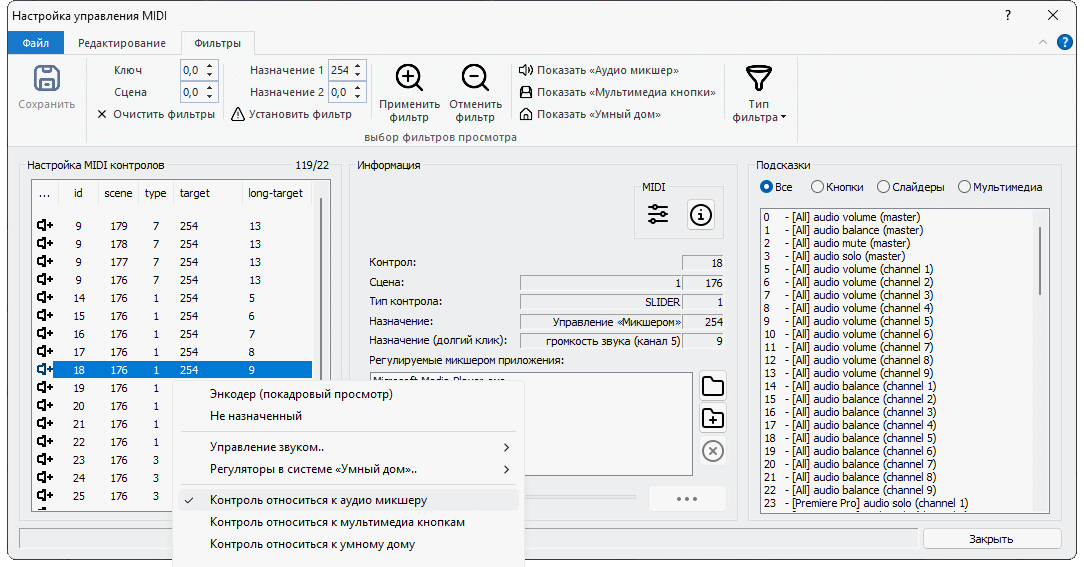 Настройка управления MIDI ?
Файл Редактирование Фильтры ?
Сохранить
Ключ 0,0
Сцена 0,0
Очистить фильтры
Назначение 1 254
Назначение 2 0,0
Установить фильтр
Применить фильтр
Отменить фильтр
Показать «Аудио микшер»
Показать «Мультимедиа кнопки»
Показать «Умный дом»
Тип фильтра
выбор фильтров просмотра
Настройка MIDI контролов 119/22
... id scene type target long-target
9 179 7 254 13
9 178 7 254 13
9 177 7 254 13
9 176 7 254 13
14 176 1 254 5
15 176 1 254 6
16 176 1 254 7
17 176 1 254 8
18 176 1 254 9
19 176 1
20 176 1
21 176 1
22 176 1
23 176 3
24 176 3
25 176 3
Энкодер (покадровый просмотр)
Не назначенный
Управление звуком..
Регуляторы в системе «Умный дом»..
Контроль относиться к аудио микшеру
Контроль относиться к мультимедиа кнопкам
Контроль относиться к умному дому
Информация
MIDI
Контрол: 18
Сцена: 1 176
Тип контрола: SLIDER 1
Назначение: Управление «Микшером» 254
Назначение (долгий клик): громкость звука (канал 5) 9
Регулируемые микшером приложения:
Microsoft.Media.Player.exe
Подсказки
Все Кнопки Слайдеры Мультимедиа
0 - [All] audio volume (master)
1 - [All] audio balance (master)
2 - [All] audio mute (master)
3 - [All] audio solo (master)
5 - [All] audio volume (channel 1)
6 - [All] audio volume (channel 2)
7 - [All] audio volume (channel 3)
8 - [All] audio volume (channel 4)
9 - [All] audio volume (channel 5)
10 - [All] audio volume (channel 6)
11 - [All] audio volume (channel 7)
12 - [All] audio volume (channel 8)
13 - [All] audio volume (channel 9)
14 - [All] audio balance (channel 1)
15 - [All] audio balance (channel 2)
16 - [All] audio balance (channel 3)
17 - [All] audio balance (channel 4)
18 - [All] audio balance (channel 5)
19 - [All] audio balance (channel 6)
20 - [All] audio balance (channel 7)
21 - [All] audio balance (channel 8)
22 - [All] audio balance (channel 9)
23 - [Premiere Pro] audio solo (channel 1)
Закрыть